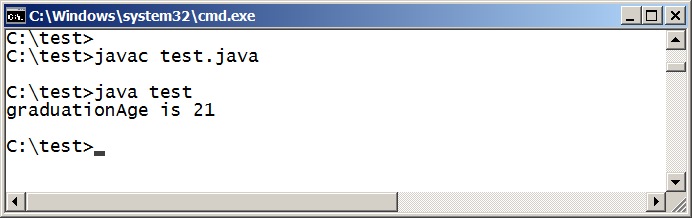 C:\Windows\system32\cmd.exe
C:\test>
C:\test>javac test.java
C:\test>java test
graduationAge is 21
C:\test>